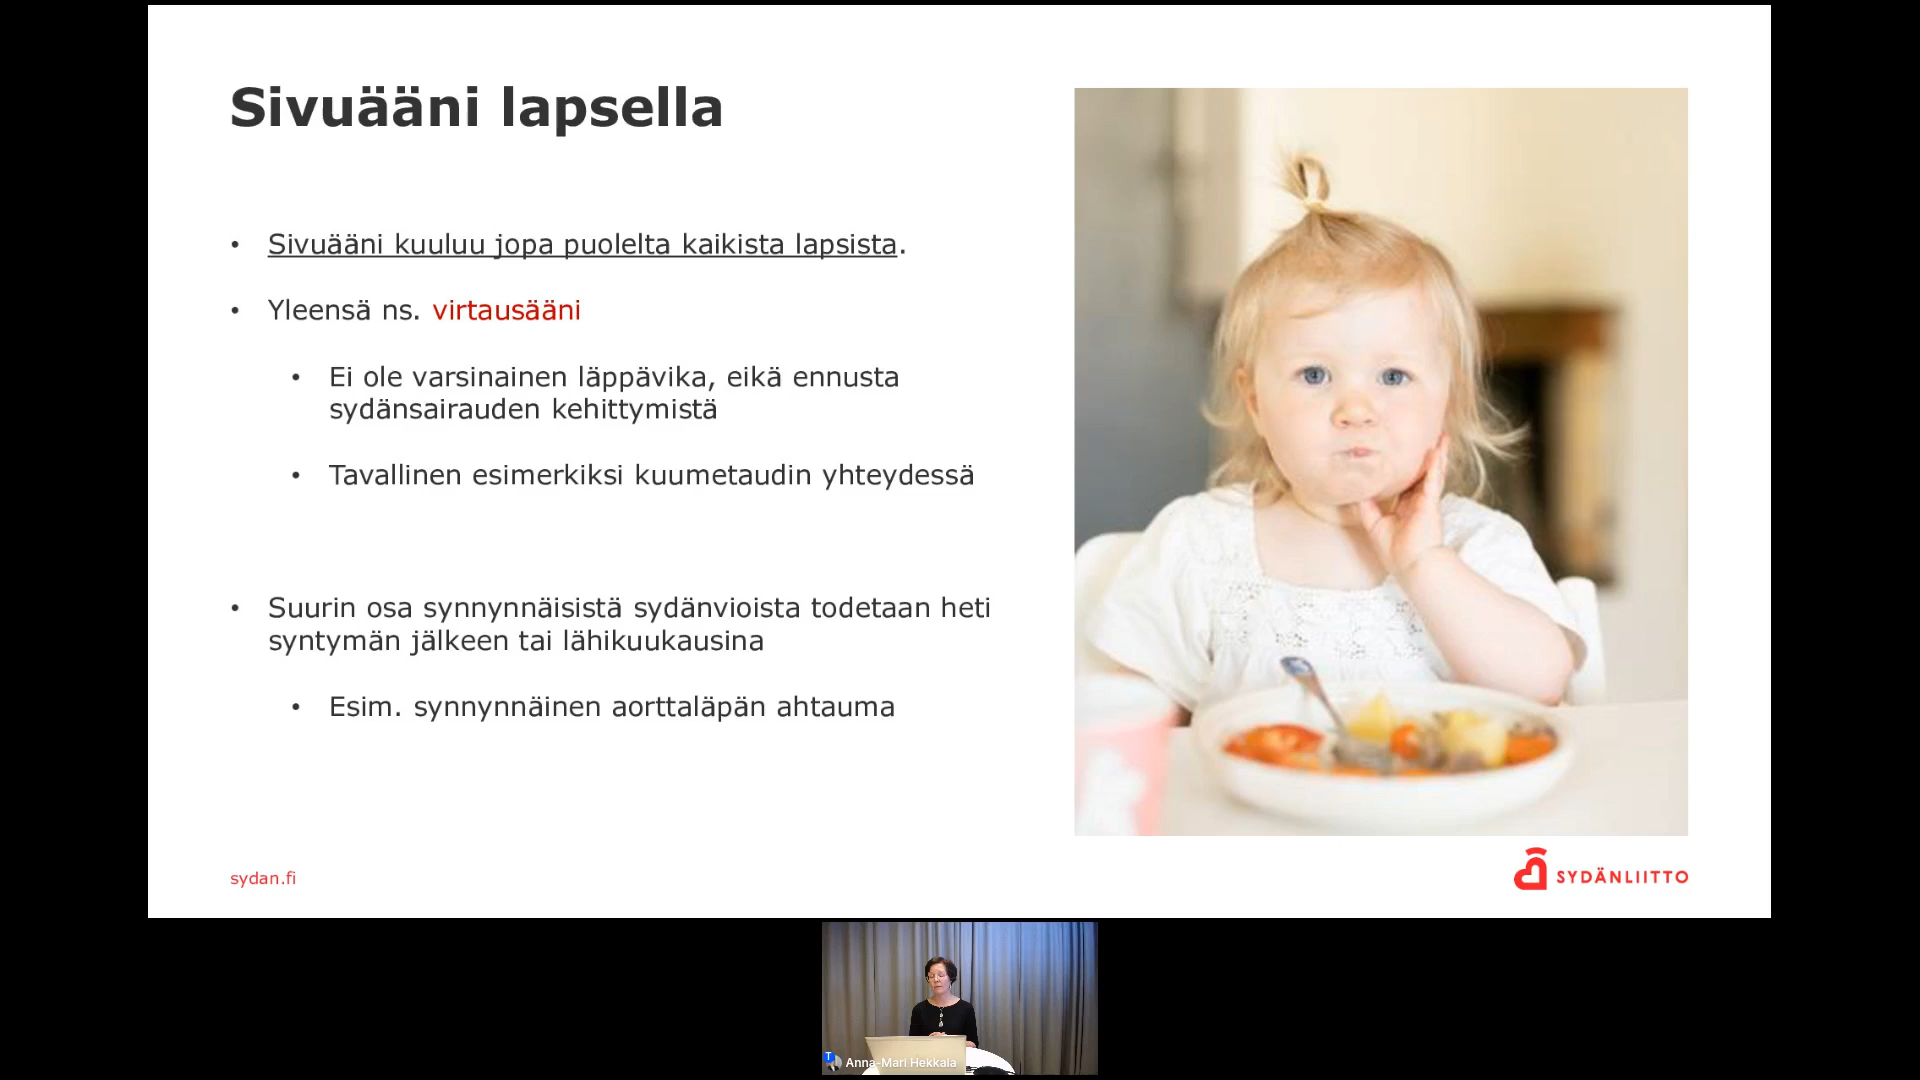 Sivuääni lapsella
• Sivuääni kuuluu jopa puolelta kaikista lapsista.
• Yleensä ns. virtausääni
• Ei ole varsinainen läppävika, eikä ennusta
sydänsairauden kehittymistä
• Tavallinen esimerkiksi kuumetaudin yhteydessä
• Suurin osa synnynnäisistä sydänvioista todetaan heti
syntymän jälkeen tai lähikuukausina
• Esim. synnynnäinen aorttaläpän ahtauma
sydan.fi
SYDÄNLIITTO
T
Anna-Mari Hekkala